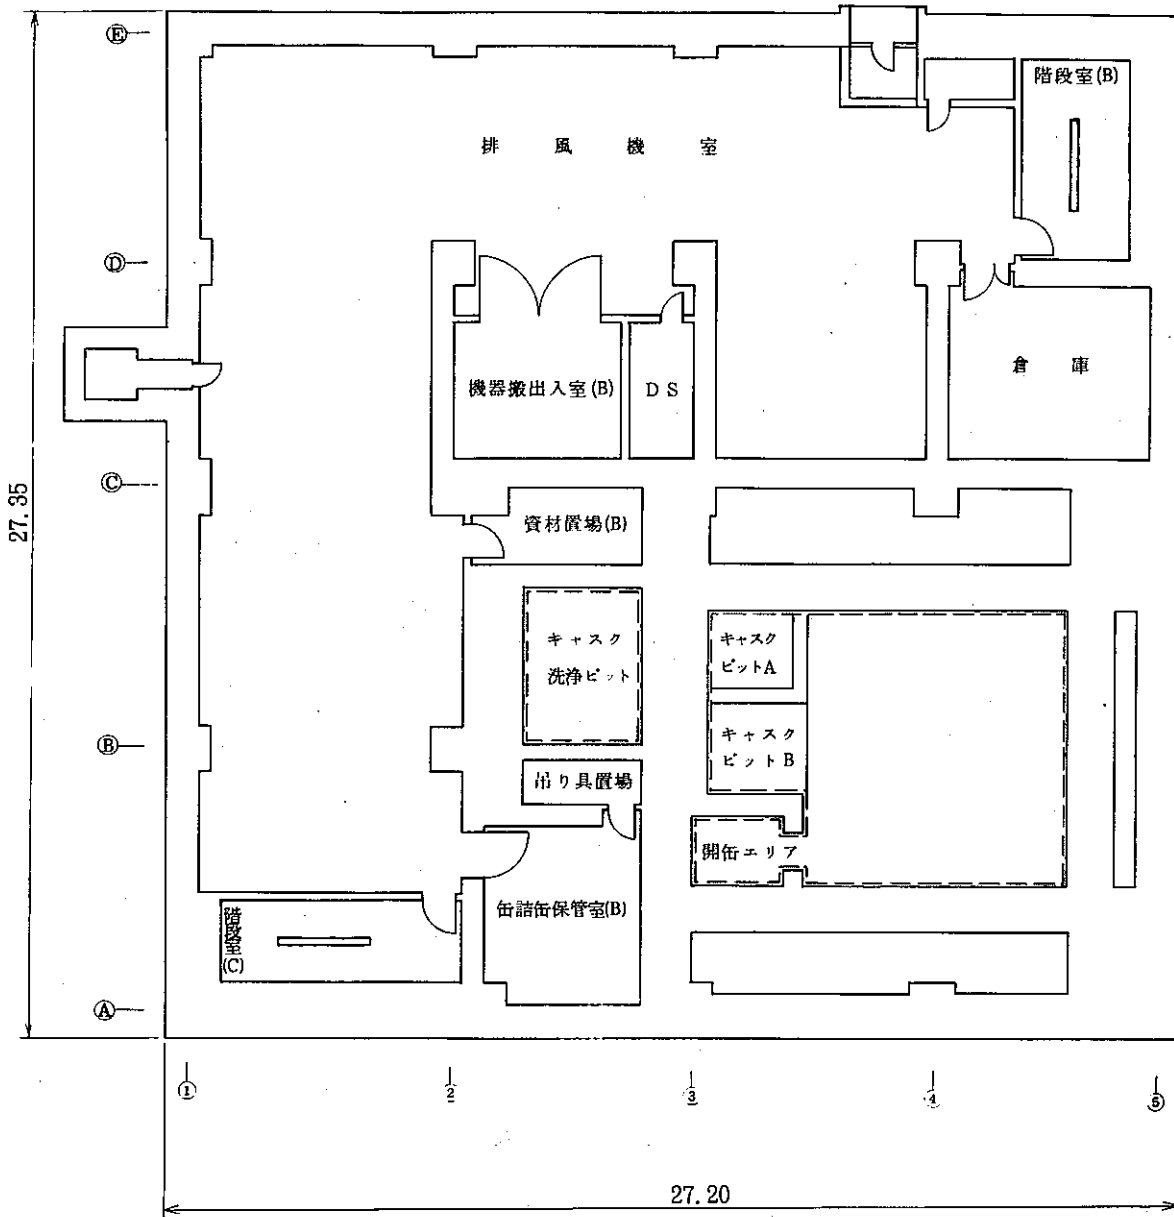 Ⓔ
階段室(B)
排風機室
Ⓓ
機器搬出入室(B)
DS
倉庫
Ⓒ
27.35
資材置場(B)
キャスク
洗浄ピット
キャスク
ピットA
Ⓑ
キャスク
ピットB
吊り具置場
開缶エリア
缶詰缶保管室(B)
階段室
(C)
Ⓐ
①
2
3
4
⑤
27.20